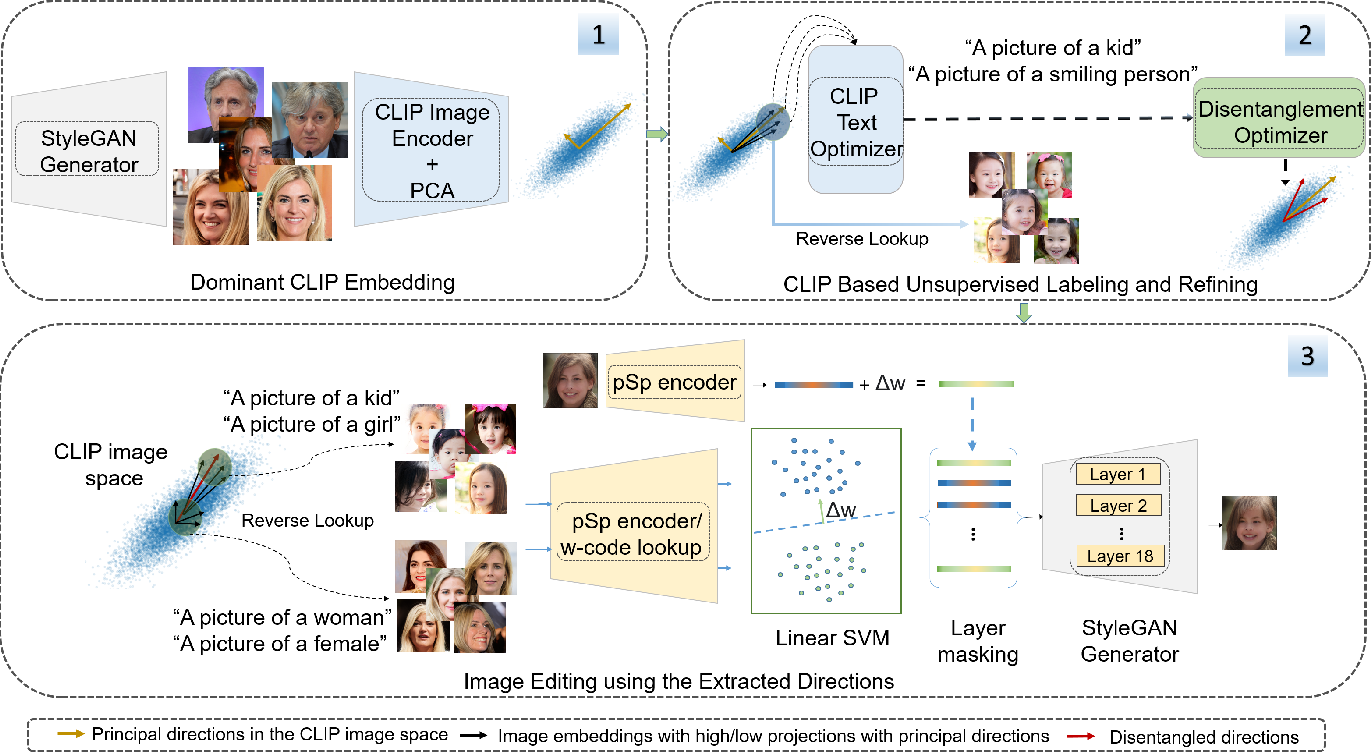 1
StyleGAN
Generator
CLIP Image
Encoder
+
PCA
Dominant CLIP Embedding
2
CLIP
Text
Optimizer
“A picture of a kid”
“A picture of a smiling person”
Disentanglement
Optimizer
Reverse Lookup
CLIP Based Unsupervised Labeling and Refining
3
CLIP image
space
“A picture of a kid”
“A picture of a girl”
Reverse Lookup
“A picture of a woman”
“A picture of a female”
pSp encoder
+ Δw =
pSp encoder/
w-code lookup
Δw
Linear SVM
Layer
masking
Layer 1
Layer 2
Layer 18
StyleGAN
Generator
Image Editing using the Extracted Directions
Principal directions in the CLIP image space
Image embeddings with high/low projections with principal directions
Disentangled directions